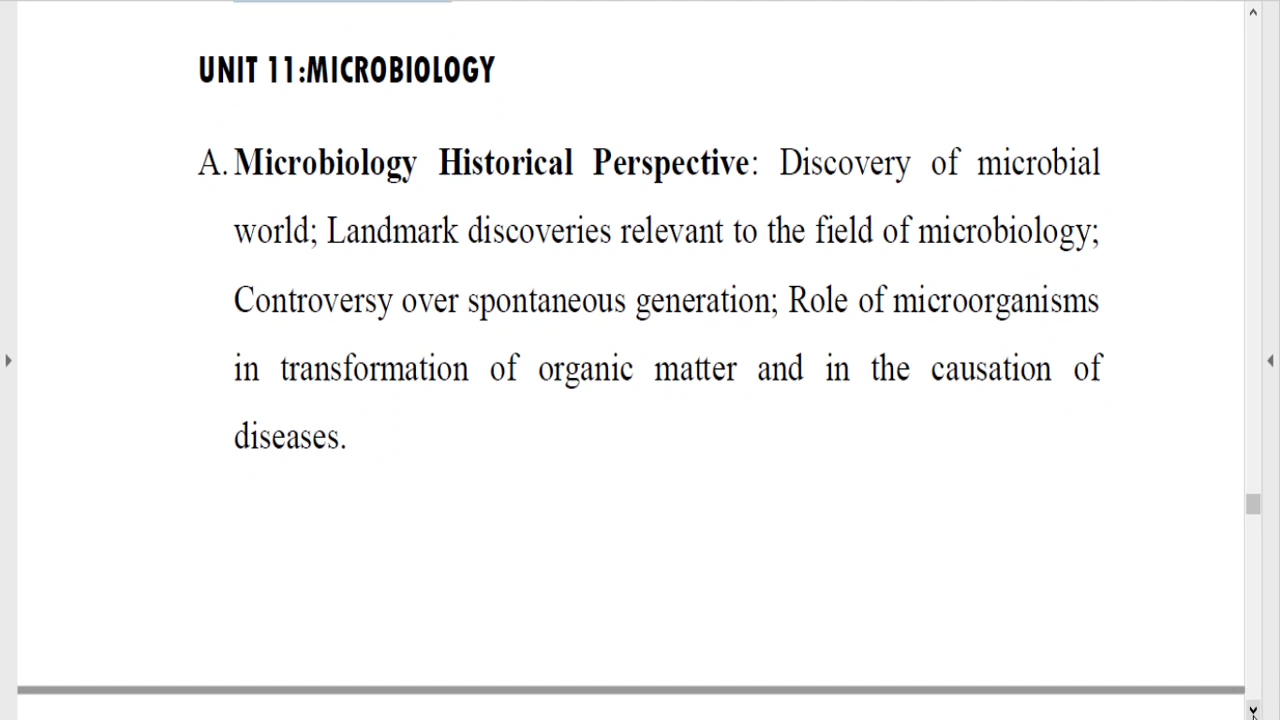 UNIT 11:MICROBIOLOGY
A. Microbiology Historical Perspective: Discovery of microbial
world; Landmark discoveries relevant to the field of microbiology;
Controversy over spontaneous generation; Role of microorganisms
in transformation of organic matter and in the causation of
diseases.